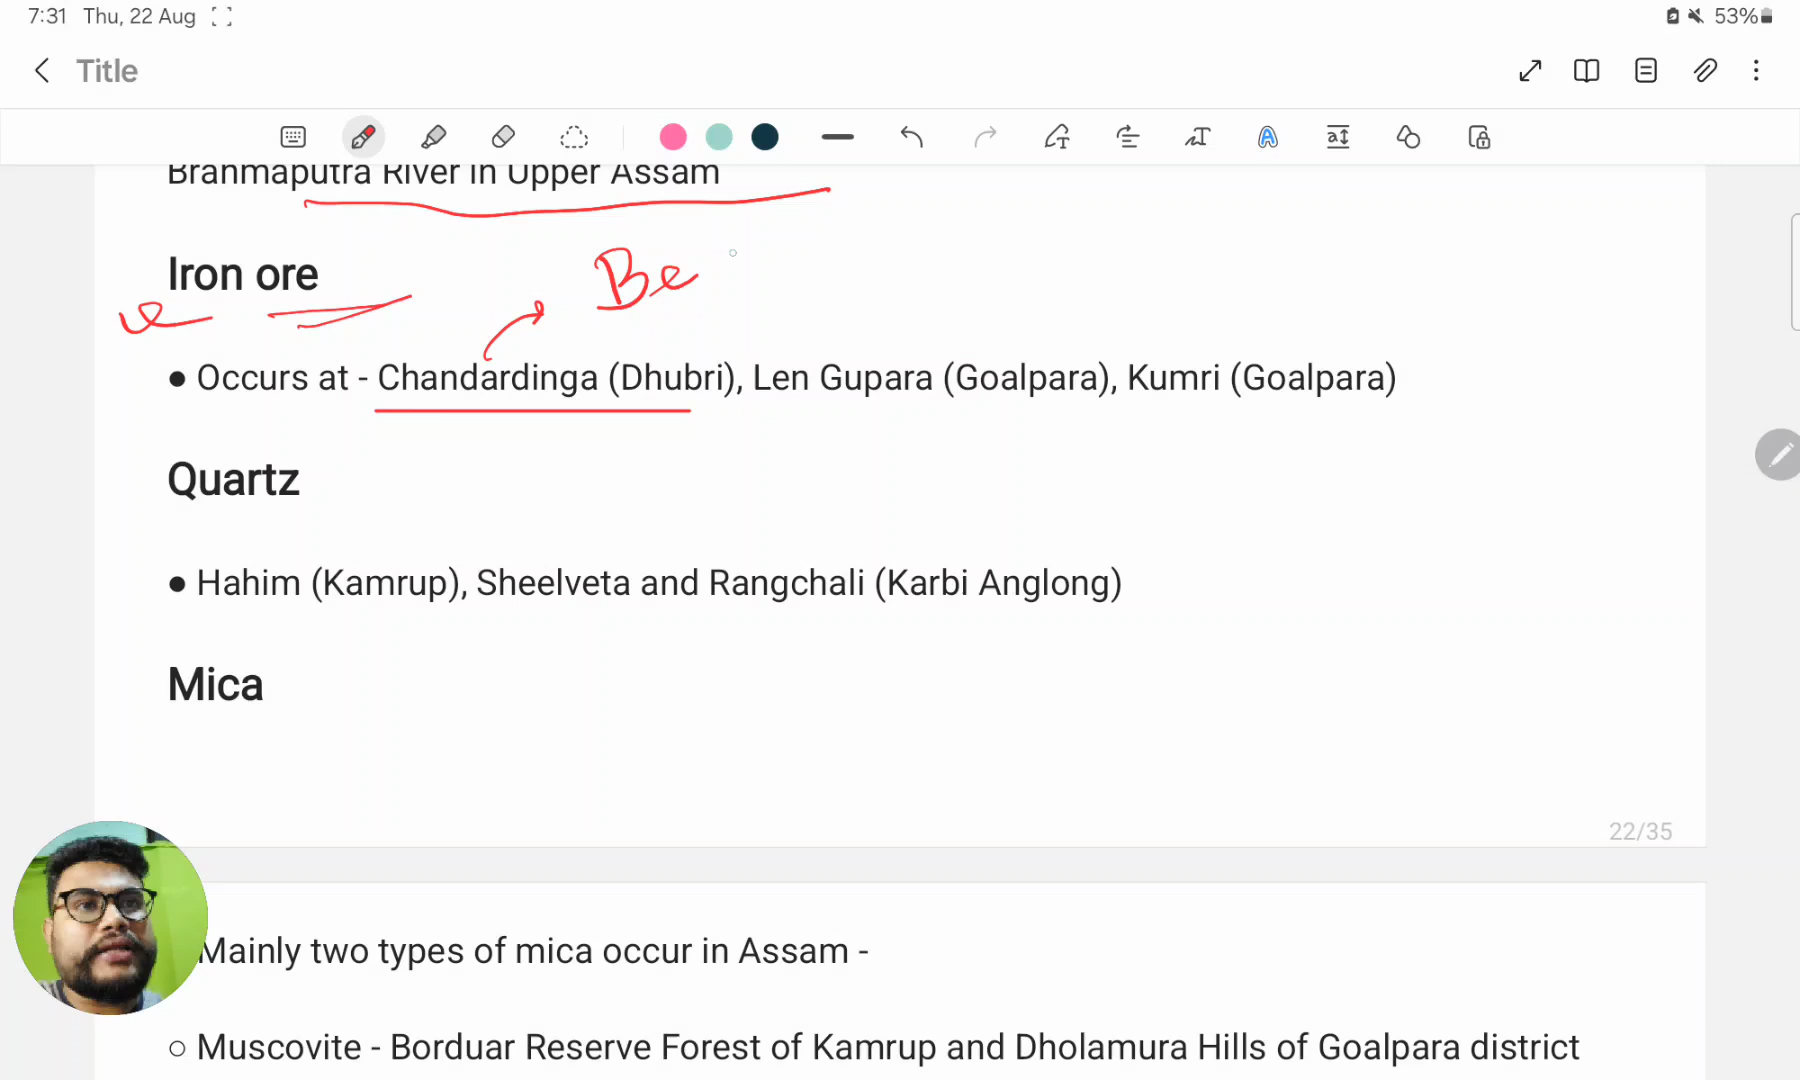 7:31 Thu, 22 Aug
53%
Title
Brahmaputra River in Upper Assam
Iron ore
Be
● Occurs at - Chandardinga (Dhubri), Len Gupara (Goalpara), Kumri (Goalpara)
Quartz
● Hahim (Kamrup), Sheelveta and Rangchali (Karbi Anglong)
Mica
22/35
Mainly two types of mica occur in Assam -
○ Muscovite - Borduar Reserve Forest of Kamrup and Dholamura Hills of Goalpara district